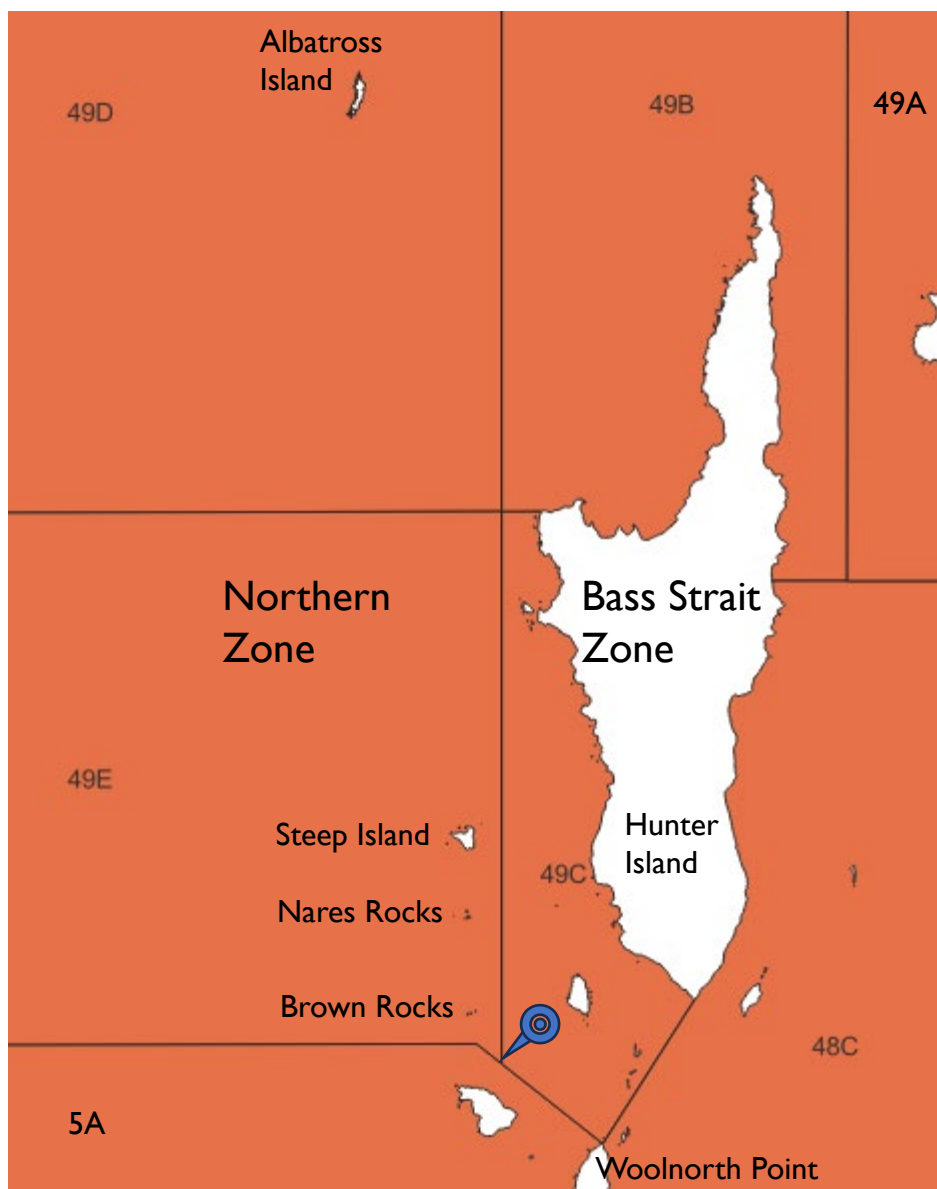 Albatross
Island
49D
49B
49A
Northern
Zone
Bass Strait
Zone
49E
Steep Island
Hunter
Island
49C
Nares Rocks
Brown Rocks
48C
5A
Woolnorth Point